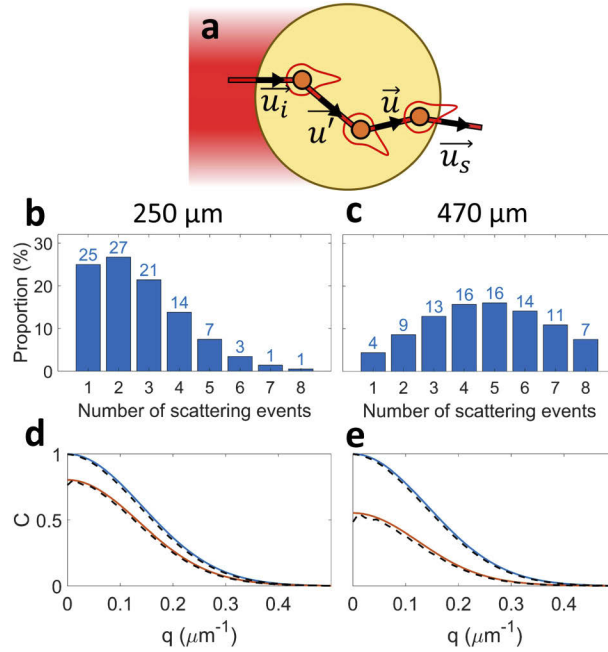 a
u_i
u'
u
u_s
b 250 μm
c 470 μm
Proportion (%)
30
20
10
0
25 27 21 14 7 3 1 1
1 2 3 4 5 6 7 8
Number of scattering events
4 9 13 16 16 14 11 7
1 2 3 4 5 6 7 8
Number of scattering events
d
e
C
1
0.5
0
0 0.1 0.2 0.3 0.4
q (μm⁻¹)
0 0.1 0.2 0.3 0.4
q (μm⁻¹)